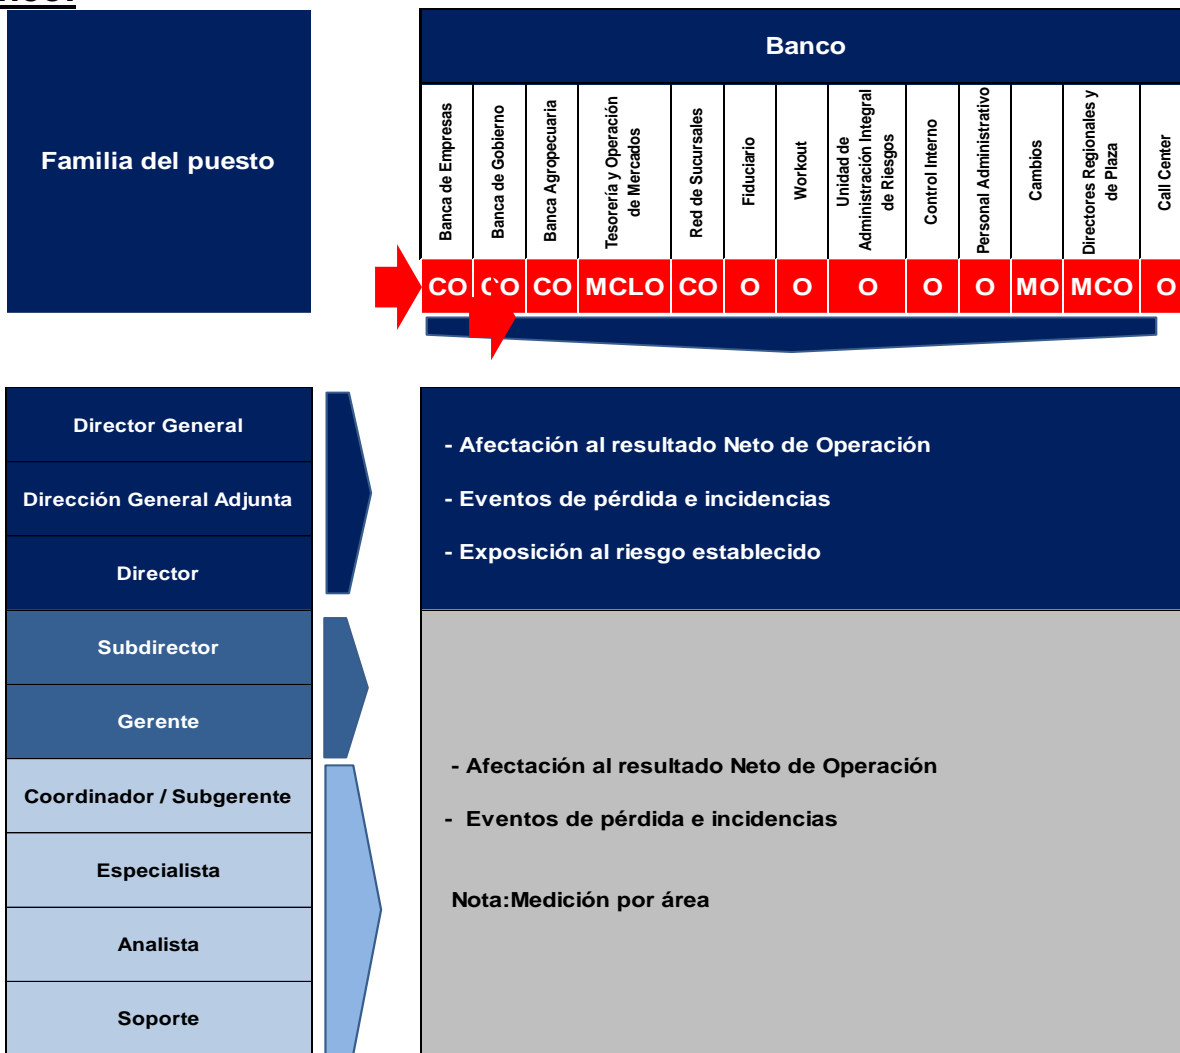 Banco
Familia del puesto
Banca de Empresas
Banca de Gobierno
Banca Agropecuaria
Tesorería y Operación
de Mercados
Red de Sucursales
Fiduciario
Workout
Unidad de
Administración Integral
de Riesgos
Control Interno
Personal Administrativo
Cambios
Directores Regionales y
de Plaza
Call Center
CO CO CO MCLO CO O O O O O MO MCO O
Director General
Dirección General Adjunta
Director
- Afectación al resultado Neto de Operación
- Eventos de pérdida e incidencias
- Exposición al riesgo establecido
Subdirector
Gerente
Coordinador / Subgerente
Especialista
Analista
Soporte
- Afectación al resultado Neto de Operación
- Eventos de pérdida e incidencias
Nota:Medición por área